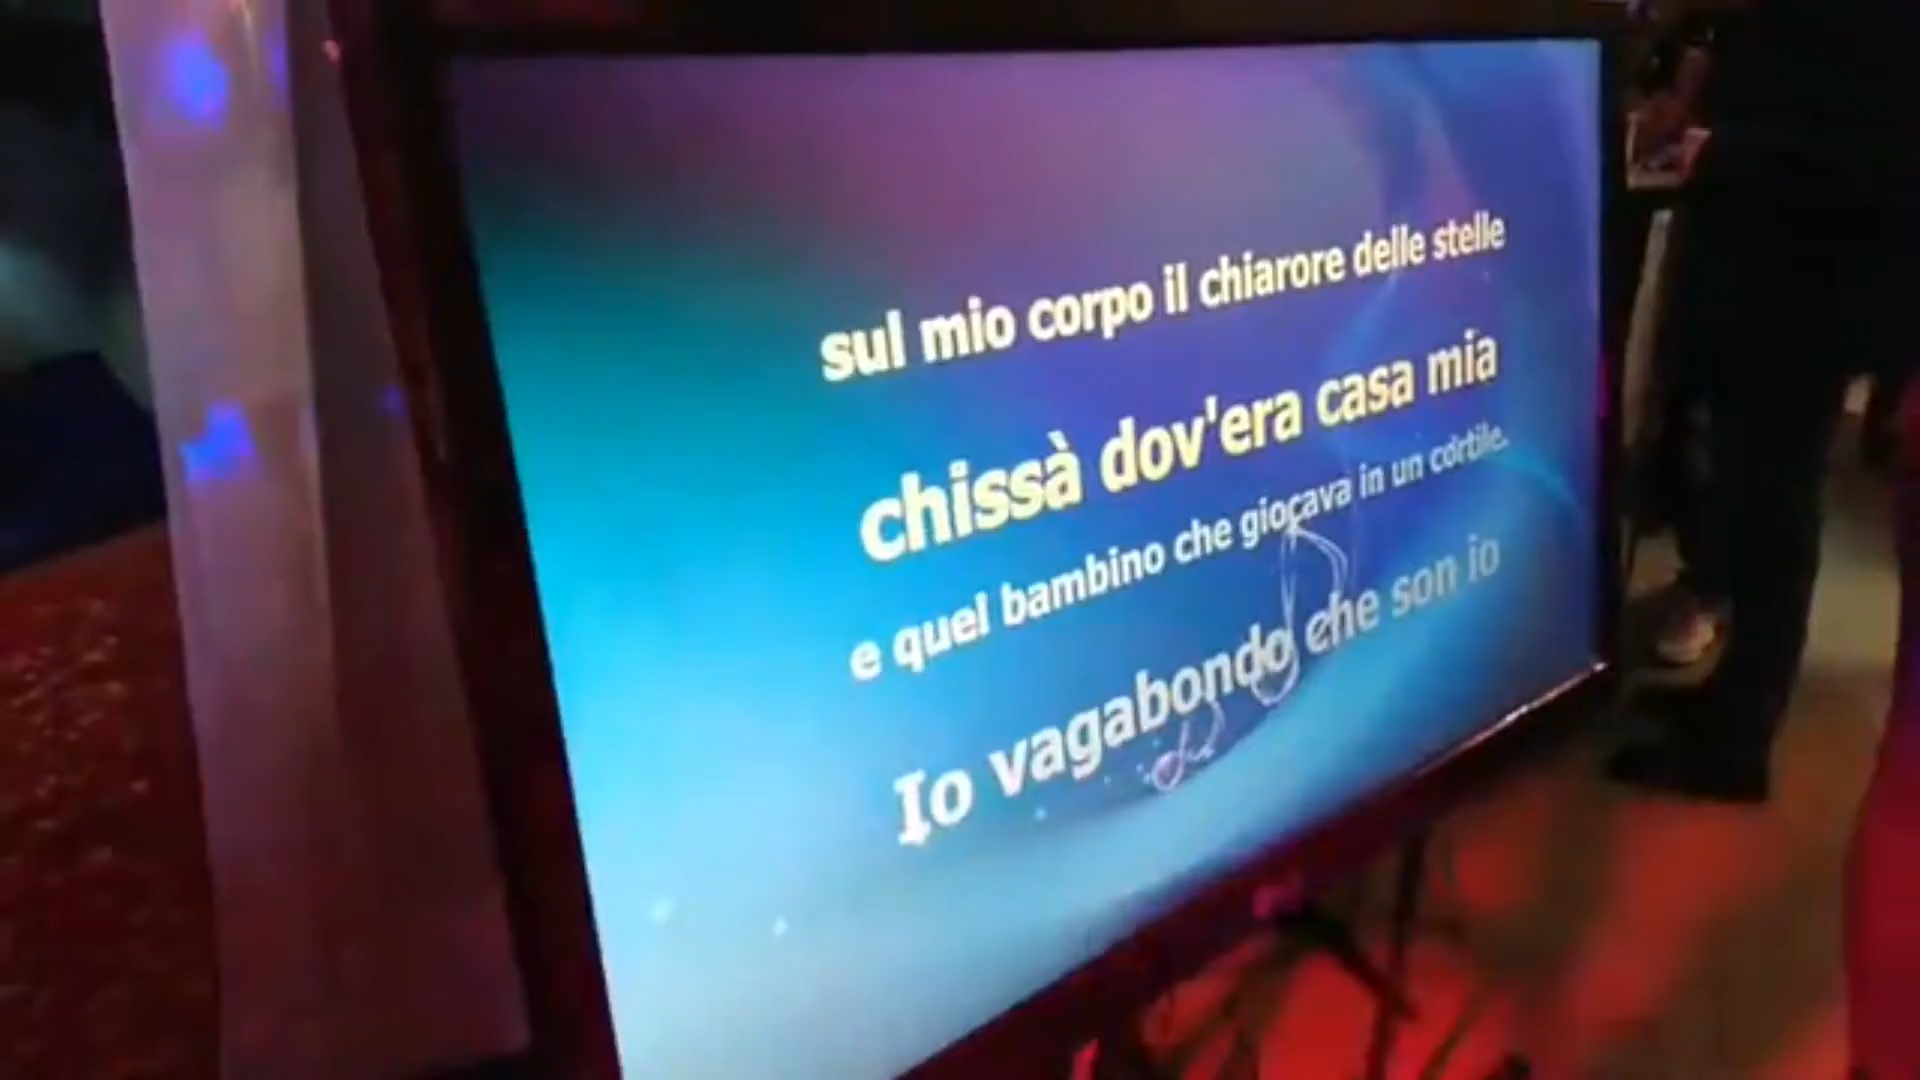 sul mio corpo il chiarore delle stelle
chissà dov'era casa mia
e quel bambino che giocava in un cortile.
Io vagabondo che son io